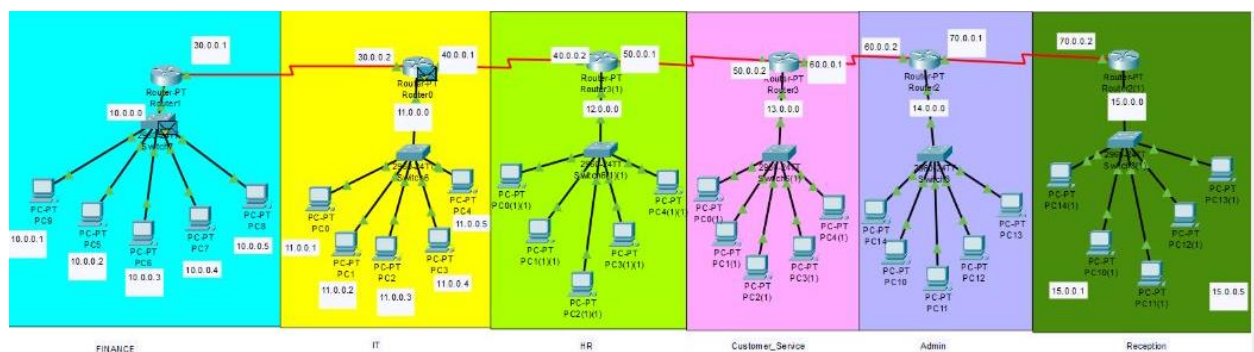 30.0.0.1
Router-PT
Router1
10.0.0.0
PC-PT
PC9
10.0.0.1
PC-PT
PC5
10.0.0.2
PC-PT
PC6
10.0.0.3
PC-PT
PC7
10.0.0.4
PC-PT
PC8
10.0.0.5
FINANCE
30.0.0.2
40.0.0.1
Router-PT
Router0
11.0.0.0
PC-PT
PC0
11.0.0.1
PC-PT
PC1
11.0.0.2
PC-PT
PC2
11.0.0.3
PC-PT
PC3
11.0.0.4
PC-PT
PC4
11.0.0.5
IT
40.0.0.2
50.0.0.1
Router-PT
Router3(1)
12.0.0.0
PC-PT
PC0(1)(1)
PC-PT
PC1(1)(1)
PC-PT
PC2(1)(1)
PC-PT
PC3(1)(1)
PC-PT
PC4(1)(1)
HR
50.0.0.2
60.0.0.1
Router-PT
Router3
13.0.0.0
PC-PT
PC0(1)
PC-PT
PC1(1)
PC-PT
PC2(1)
PC-PT
PC3(1)
PC-PT
PC4(1)
Customer_Service
60.0.0.2
70.0.0.1
Router-PT
Router2
14.0.0.0
PC-PT
PC14
PC-PT
PC10
PC-PT
PC11
PC-PT
PC12
PC-PT
PC13
Admin
70.0.0.2
15.0.0.0
PC-PT
PC14(1)
PC-PT
PC10(1)
15.0.0.1
PC-PT
PC11(1)
PC-PT
PC12(1)
PC-PT
PC13(1)
15.0.0.5
Reception